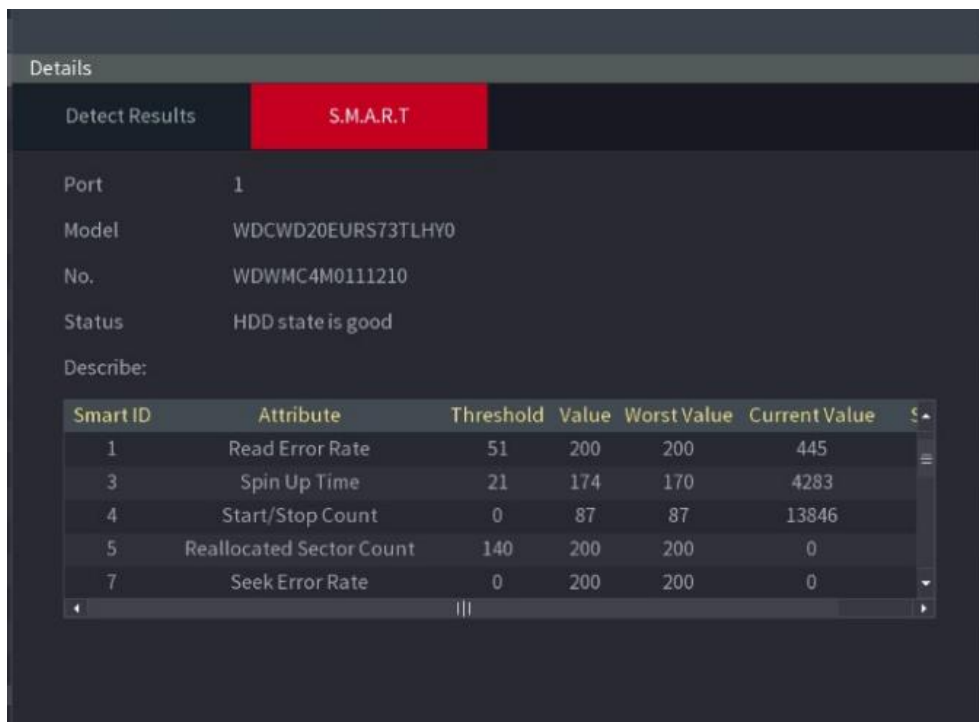 Details
Detect Results S.M.A.R.T
Port 1
Model WDCWD20EURS73TLHY0
No. WDWMC4M0111210
Status HDD state is good
Describe:
Smart ID Attribute Threshold Value Worst Value Current Value
1 Read Error Rate 51 200 200 445
3 Spin Up Time 21 174 170 4283
4 Start/Stop Count 0 87 87 13846
5 Reallocated Sector Count 140 200 200 0
7 Seek Error Rate 0 200 200 0